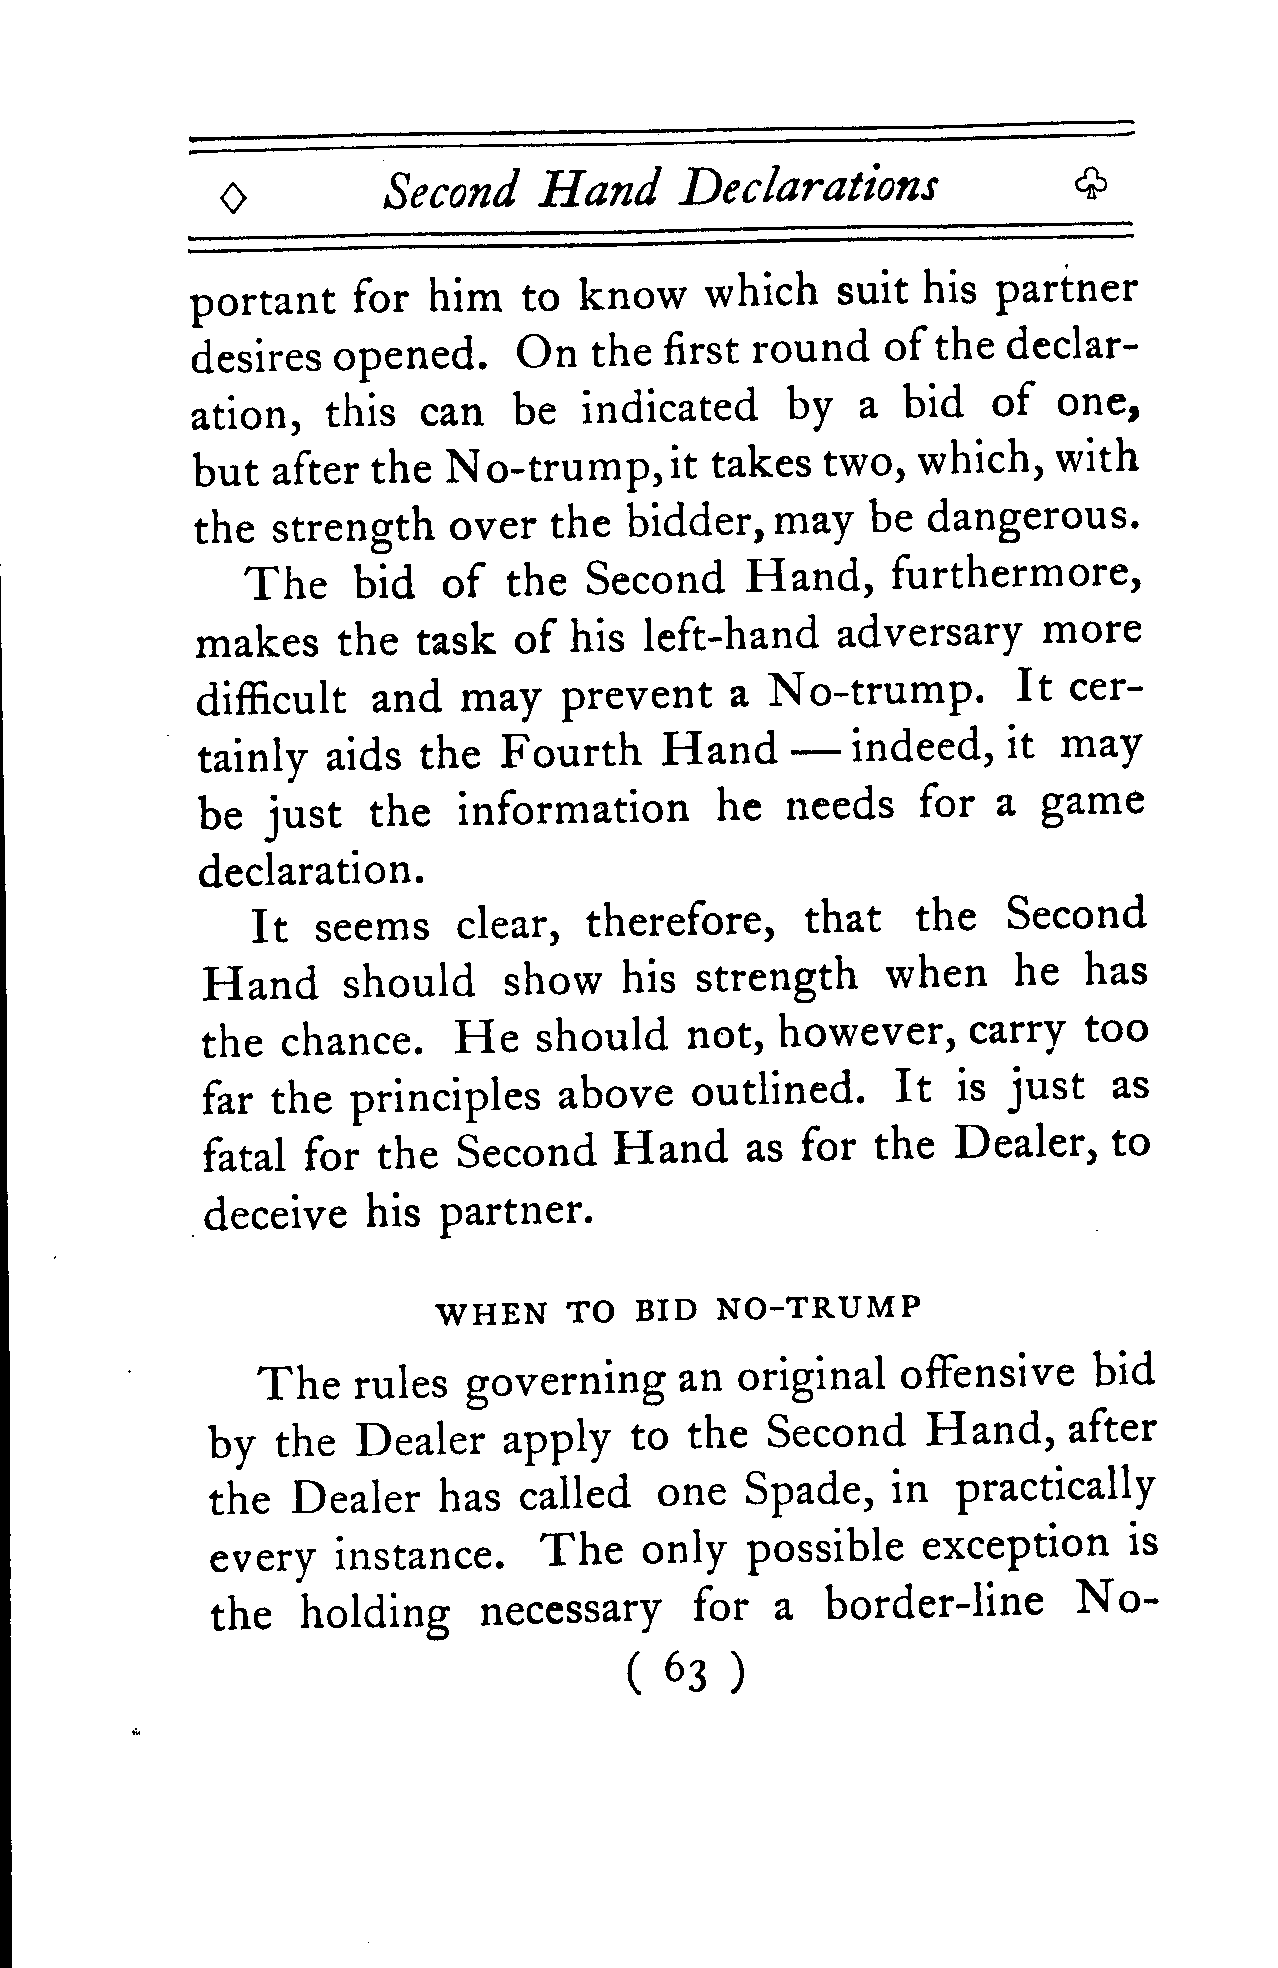 ◊ Second Hand Declarations ♧
portant for him to know which suit his partner
desires opened. On the first round of the declar-
ation, this can be indicated by a bid of one,
but after the No-trump, it takes two, which, with
the strength over the bidder, may be dangerous.
The bid of the Second Hand, furthermore,
makes the task of his left-hand adversary more
difficult and may prevent a No-trump. It cer-
tainly aids the Fourth Hand — indeed, it may
be just the information he needs for a game
declaration.
It seems clear, therefore, that the Second
Hand should show his strength when he has
the chance. He should not, however, carry too
far the principles above outlined. It is just as
fatal for the Second Hand as for the Dealer, to
deceive his partner.
WHEN TO BID NO-TRUMP
The rules governing an original offensive bid
by the Dealer apply to the Second Hand, after
the Dealer has called one Spade, in practically
every instance. The only possible exception is
the holding necessary for a border-line No-
( 63 )